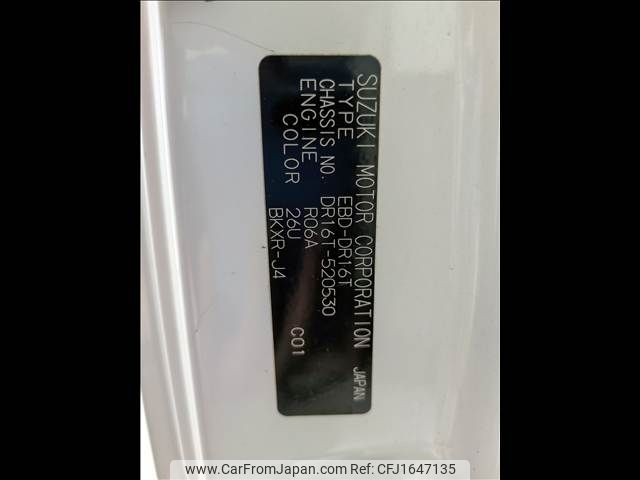 SUZUKI MOTOR CORPORATION JAPAN
TYPE EBD-DR16T
CHASSIS NO. DR16T-520530
ENGINE R06A
COLOR 26U C01
BKXR-J4
www.CarFromJapan.com | REF ID: CFJ1647135